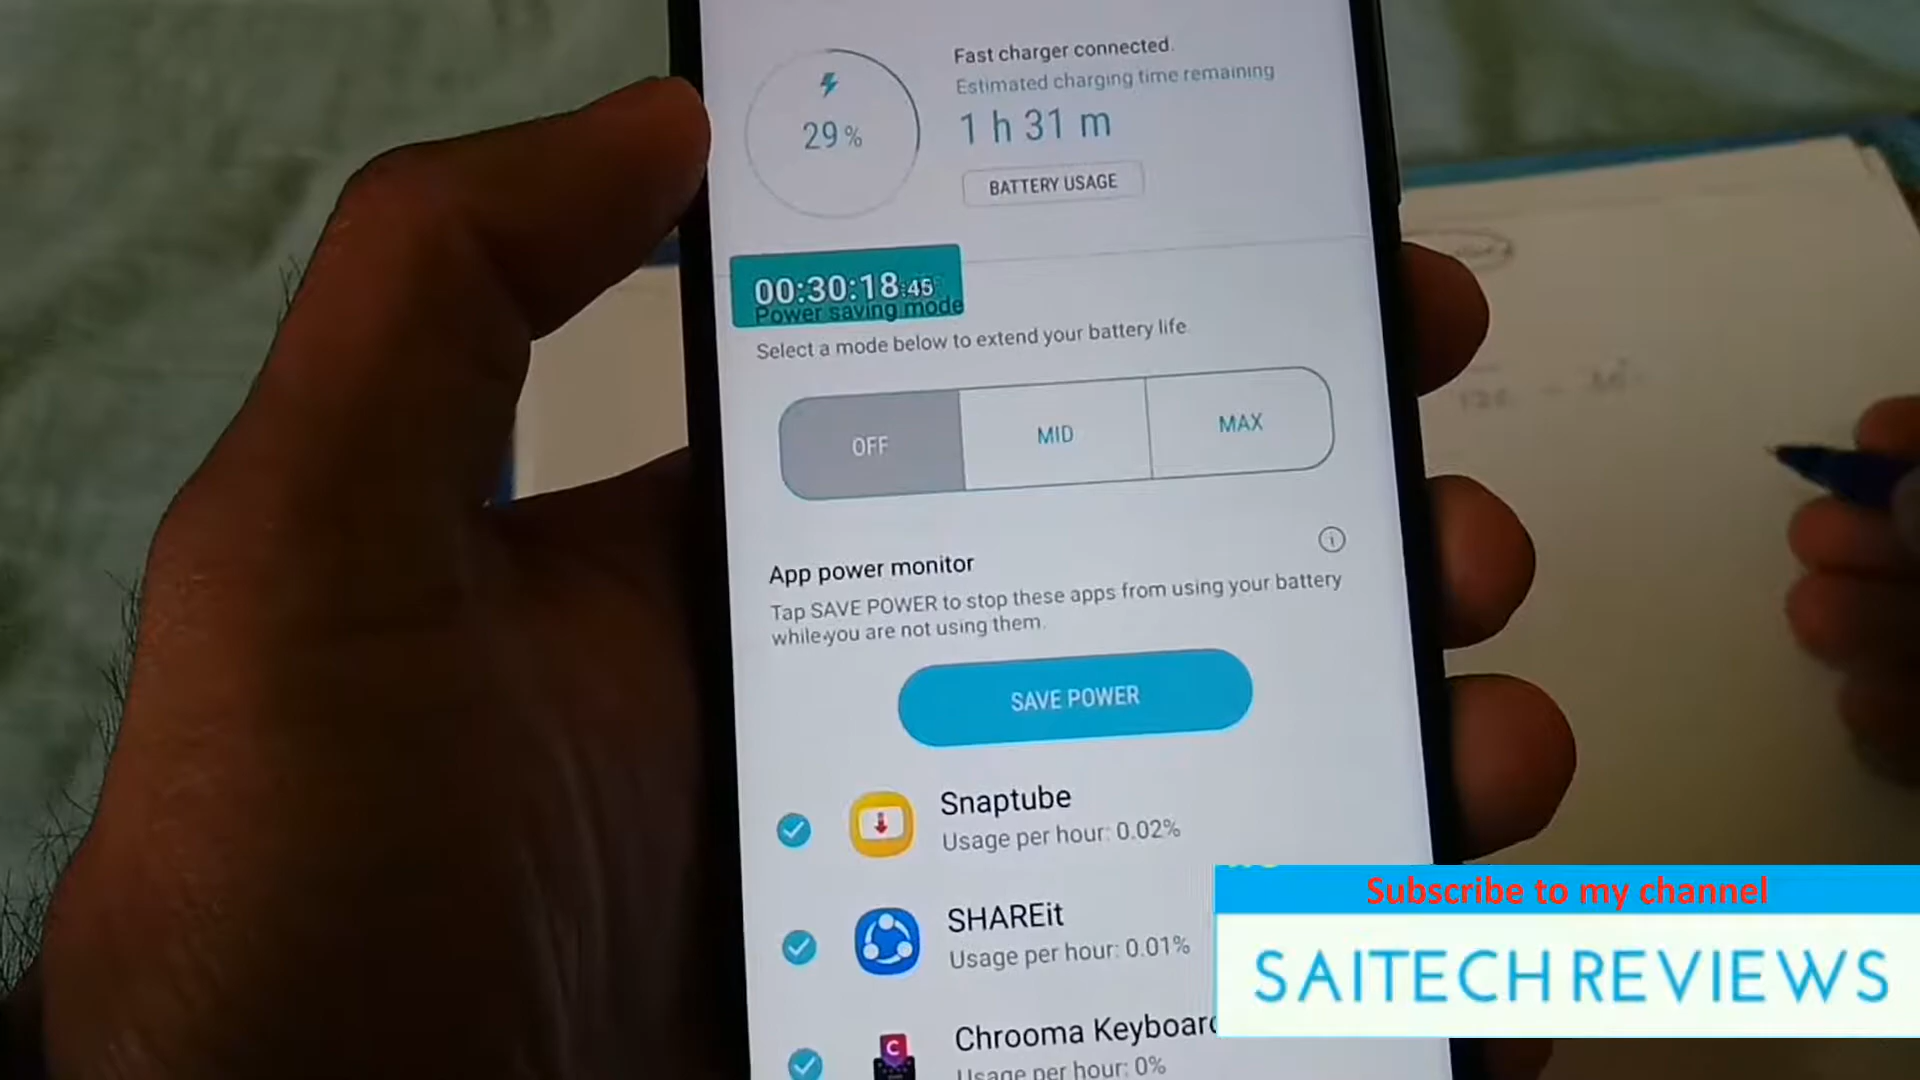 Fast charger connected.
Estimated charging time remaining
29%
1 h 31 m
BATTERY USAGE
00:30:18:45
Power saving mode
Select a mode below to extend your battery life
OFF
MID
MAX
App power monitor
Tap SAVE POWER to stop these apps from using your battery
while you are not using them.
SAVE POWER
Snaptube
Usage per hour: 0.02%
SHAREit
Usage per hour: 0.01%
Chrooma Keyboard
Usage per hour: 0%
Subscribe to my channel
SAITECH REVIEWS